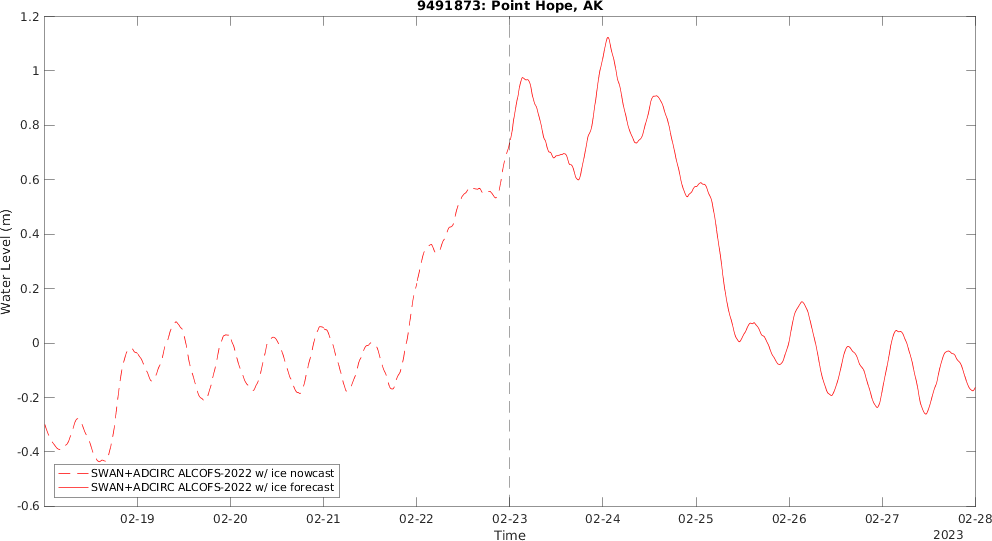 9491873: Point Hope, AK
1.2
1
0.8
0.6
0.4
0.2
0
-0.2
-0.4
-0.6
Water Level (m)
SWAN+ADCIRC ALCOFS-2022 w/ ice nowcast
SWAN+ADCIRC ALCOFS-2022 w/ ice forecast
02-19 02-20 02-21 02-22 02-23 02-24 02-25 02-26 02-27 02-28
Time
2023